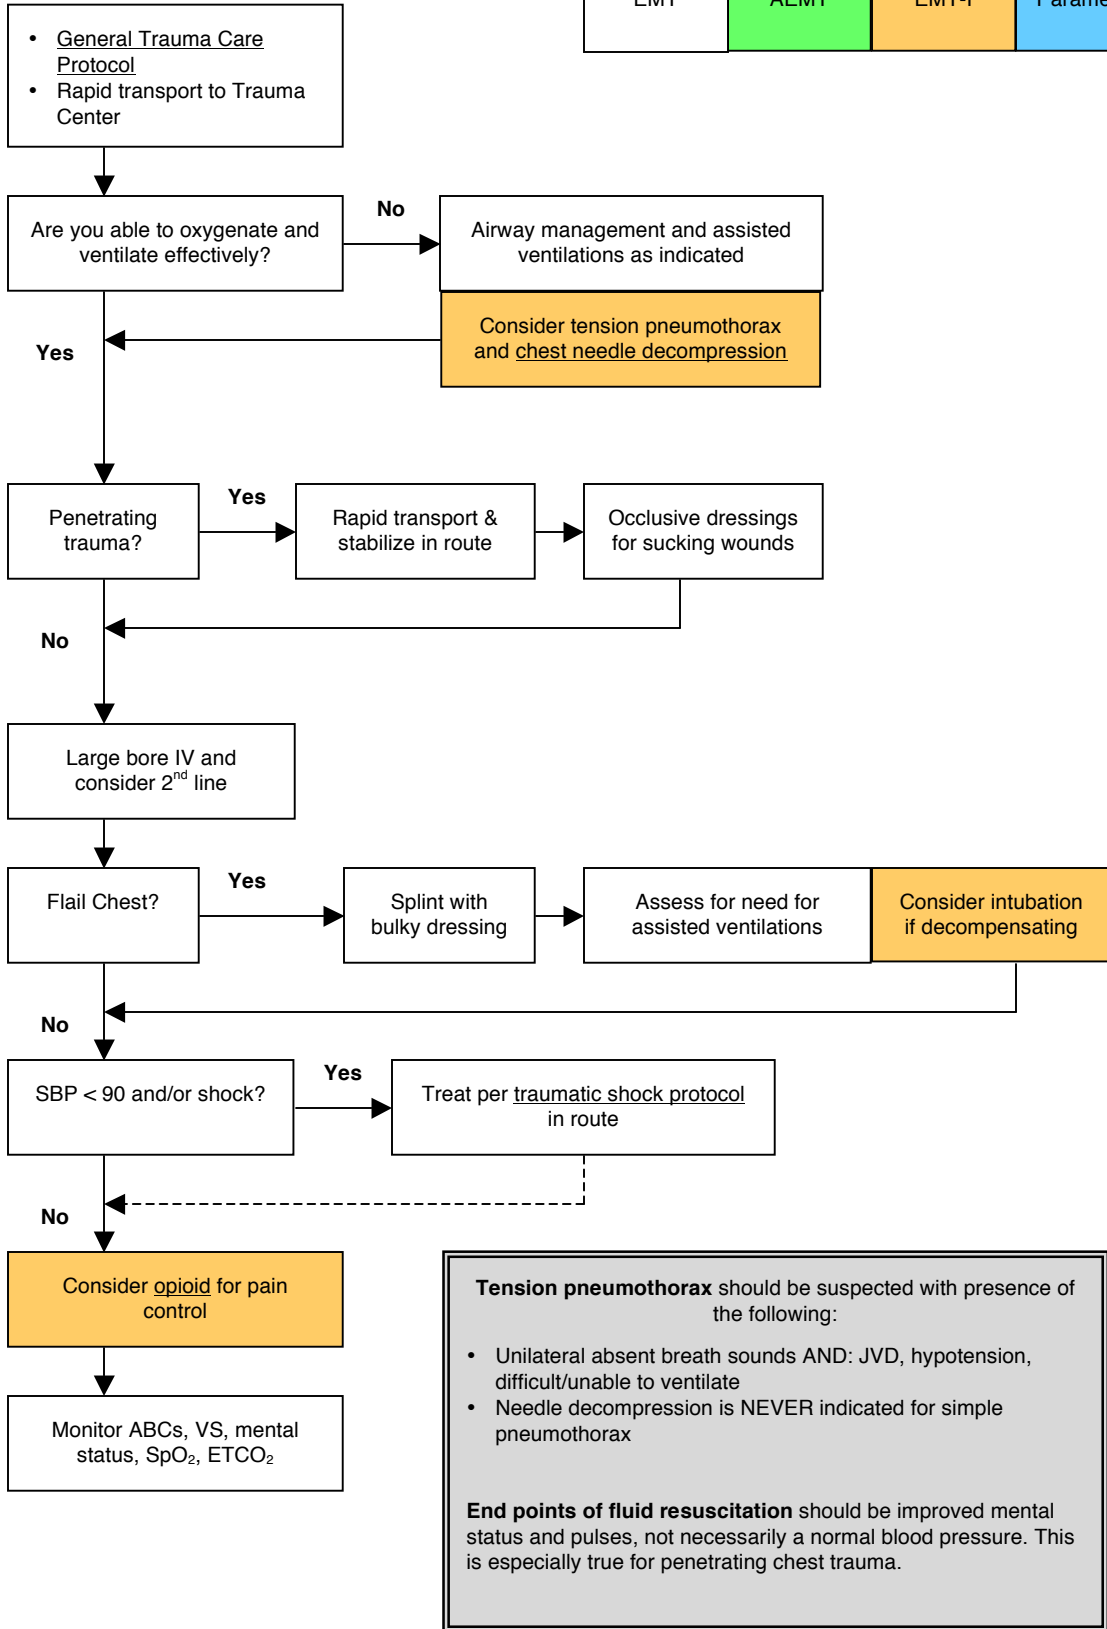 EMT AEMT EMT-I Parame
• General Trauma Care
Protocol
• Rapid transport to Trauma
Center
Are you able to oxygenate and
ventilate effectively?
No
Airway management and assisted
ventilations as indicated
Consider tension pneumothorax
and chest needle decompression
Yes
Penetrating
trauma?
Yes
Rapid transport &
stabilize in route
Occlusive dressings
for sucking wounds
No
Large bore IV and
consider 2nd line
Flail Chest?
Yes
Splint with
bulky dressing
Assess for need for
assisted ventilations
Consider intubation
if decompensating
No
SBP < 90 and/or shock?
Yes
Treat per traumatic shock protocol
in route
No
Consider opioid for pain
control
Monitor ABCs, VS, mental
status, SpO₂, ETCO₂
Tension pneumothorax should be suspected with presence of
the following:
• Unilateral absent breath sounds AND: JVD, hypotension,
difficult/unable to ventilate
• Needle decompression is NEVER indicated for simple
pneumothorax
End points of fluid resuscitation should be improved mental
status and pulses, not necessarily a normal blood pressure. This
is especially true for penetrating chest trauma.